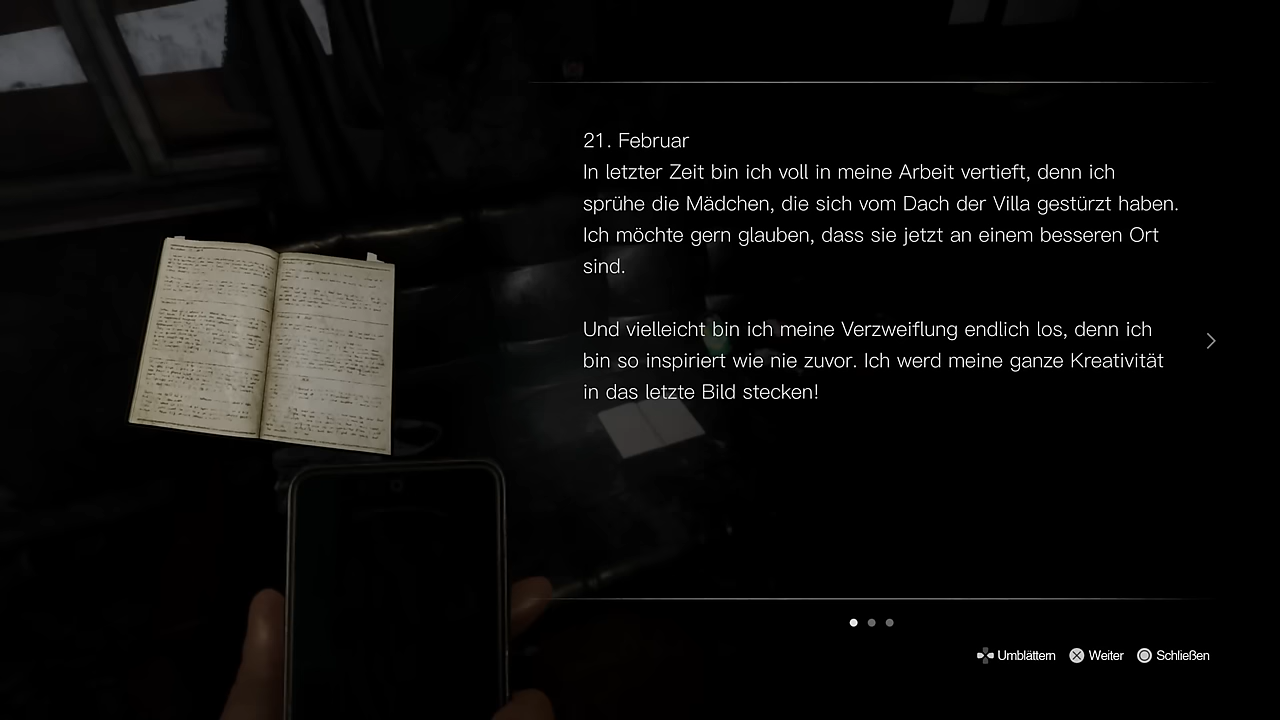 21. Februar
In letzter Zeit bin ich voll in meine Arbeit vertieft, denn ich
sprühe die Mädchen, die sich vom Dach der Villa gestürzt haben.
Ich möchte gern glauben, dass sie jetzt an einem besseren Ort
sind.
Und vielleicht bin ich meine Verzweiflung endlich los, denn ich
bin so inspiriert wie nie zuvor. Ich werd meine ganze Kreativität
in das letzte Bild stecken!
Umblättern Weiter Schließen